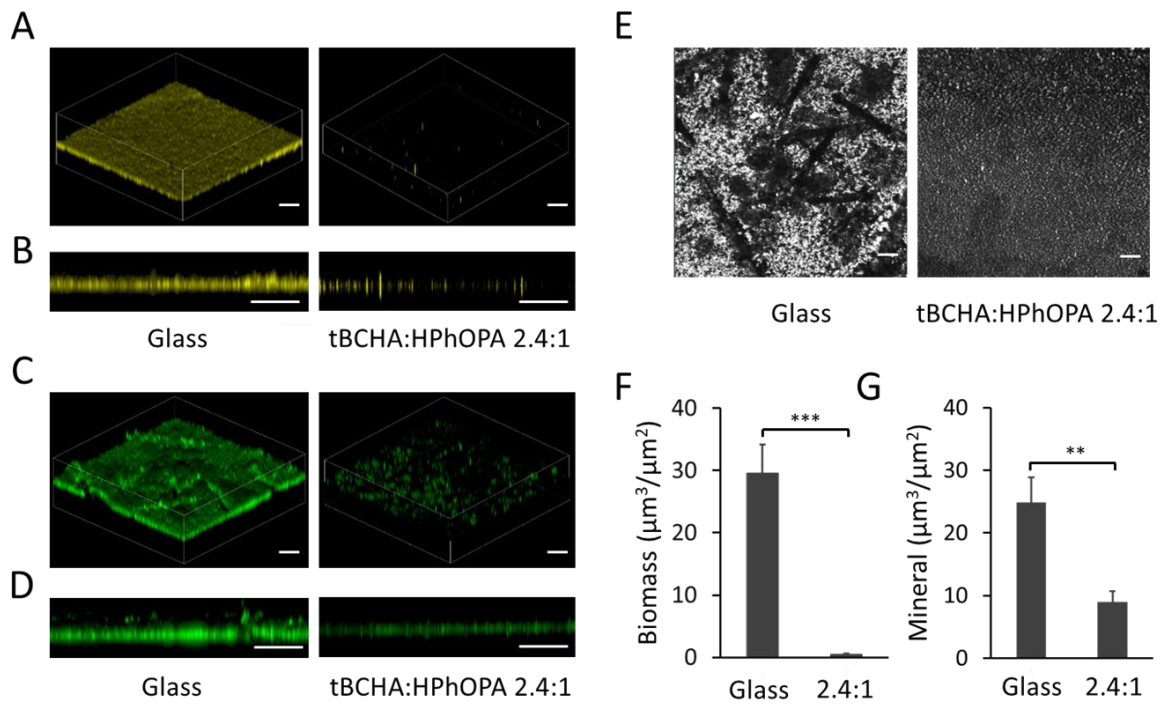 A
B
Glass
tBCHA:HPhOPA 2.4:1
C
D
Glass
tBCHA:HPhOPA 2.4:1
E
Glass
tBCHA:HPhOPA 2.4:1
F
Biomass (µm³/µm²)
40
30
20
10
0
***
Glass
2.4:1
G
Mineral (µm³/µm²)
40
30
20
10
0
**
Glass
2.4:1